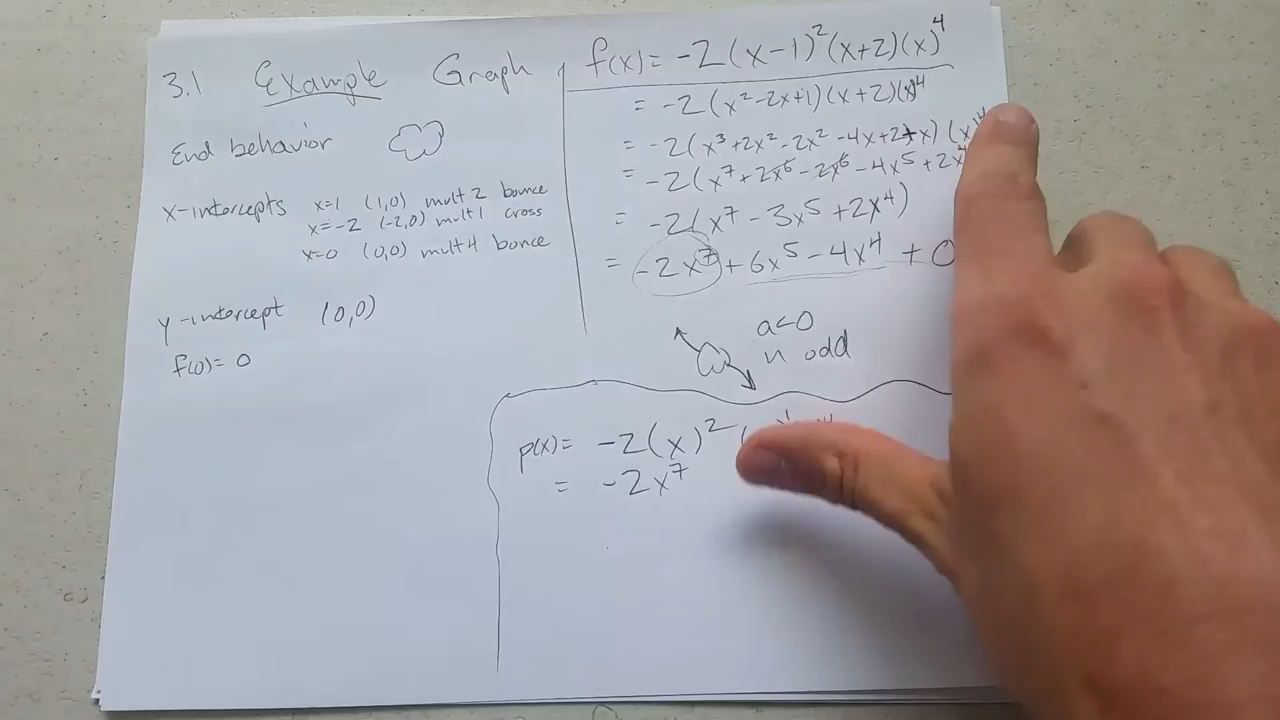 3.1 Example Graph f(x) = -2(x-1)²(x+2)(x)⁴
= -2(x²-2x+1)(x+2)(x)⁴
= -2(x³+2x²-2x²-4x+2+x)(x)⁴
= -2(x⁷+2x⁶-2x⁶-4x⁵+2x⁴
= -2(x⁷-3x⁵+2x⁴)
= -2x⁷+6x⁵-4x⁴+0
End behavior
x-intercepts x=1 (1,0) mult 2 bounce
x=-2 (-2,0) mult 1 cross
x=0 (0,0) mult 4 bounce
y-intercept (0,0)
f(0)=0
a<0
n odd
p(x)= -2(x)²
= -2x⁷